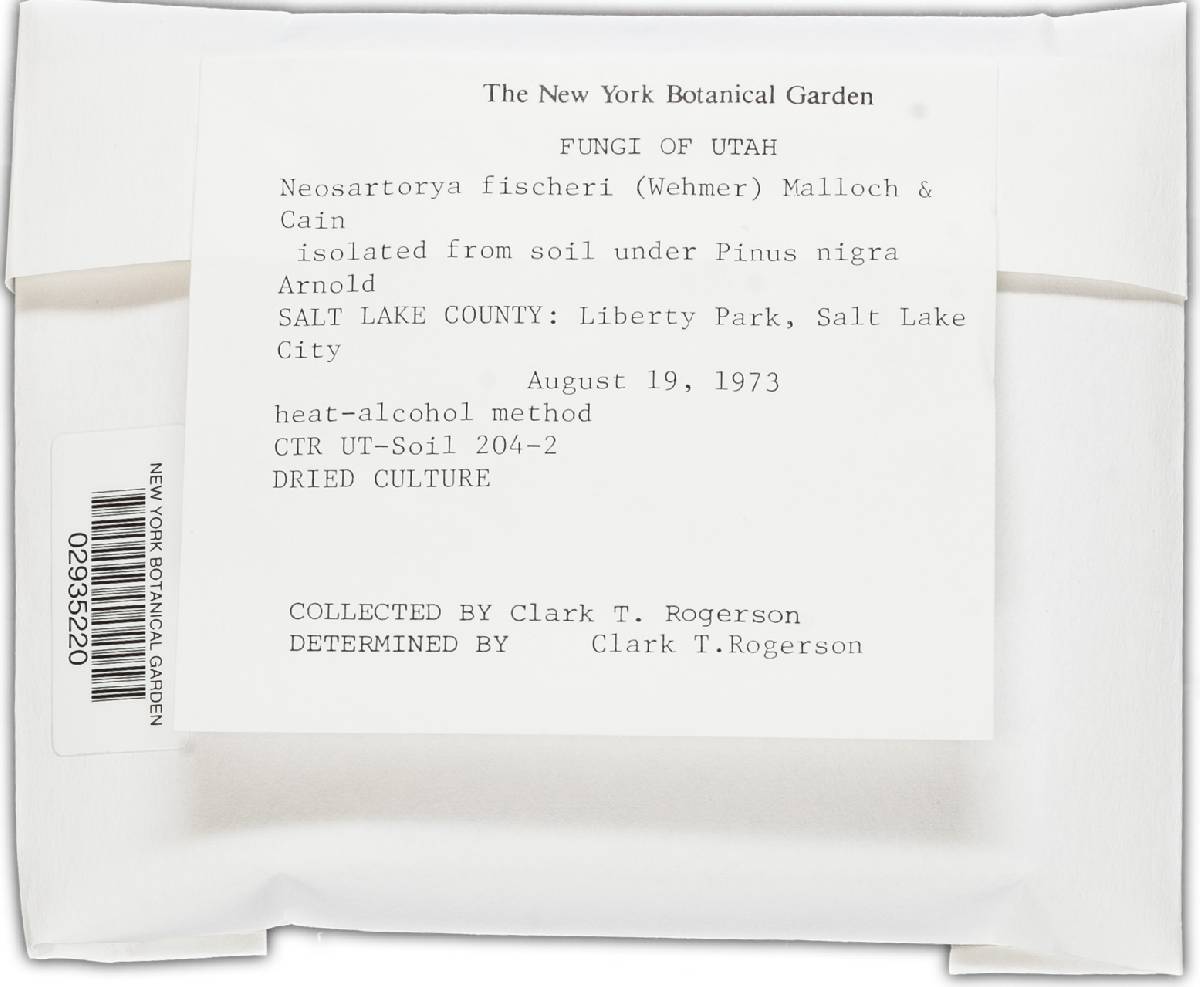 The New York Botanical Garden
FUNGI OF UTAH
Neosartorya fischeri (Wehmer) Malloch &
Cain
isolated from soil under Pinus nigra
Arnold
SALT LAKE COUNTY: Liberty Park, Salt Lake
City
August 19, 1973
heat-alcohol method
CTR UT-Soil 204-2
DRIED CULTURE
COLLECTED BY Clark T. Rogerson
DETERMINED BY Clark T.Rogerson
NEW YORK BOTANICAL GARDEN
02935220